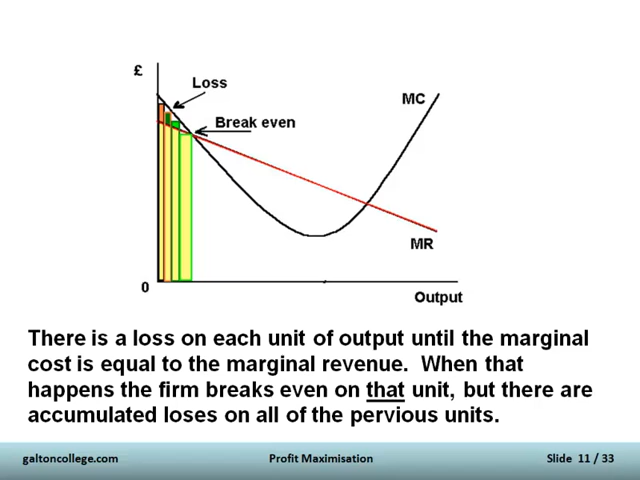 £
Loss
MC
Break even
MR
0
Output
There is a loss on each unit of output until the marginal
cost is equal to the marginal revenue. When that
happens the firm breaks even on that unit, but there are
accumulated loses on all of the pervious units.
galtoncollege.com
Profit Maximisation
Slide 11 / 33